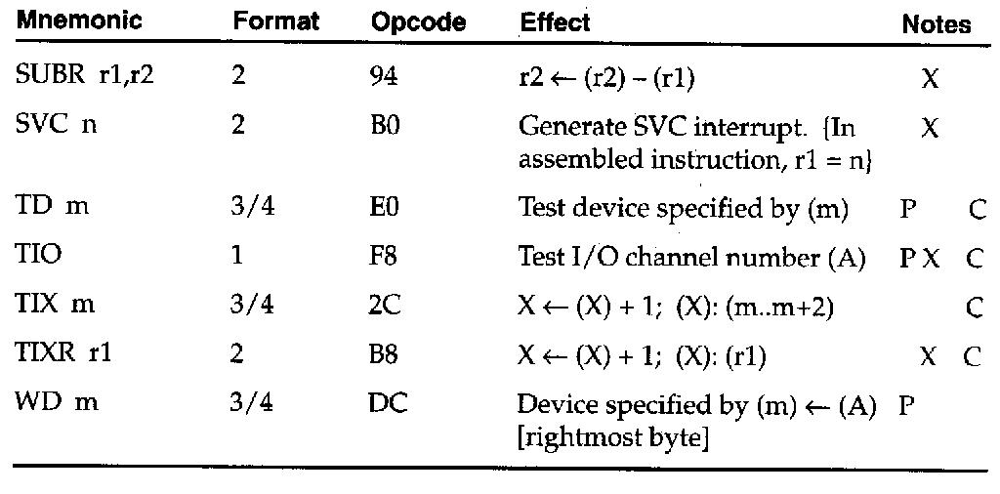 Mnemonic Format Opcode Effect Notes
SUBR r1,r2 2 94 r2 ← (r2) – (r1) X
SVC n 2 B0 Generate SVC interrupt. {In X
assembled instruction, r1 = n}
TD m 3/4 E0 Test device specified by (m) P C
TIO 1 F8 Test I/O channel number (A) P X C
TIX m 3/4 2C X ← (X) + 1; (X): (m..m+2) C
TIXR r1 2 B8 X ← (X) + 1; (X): (r1) X C
WD m 3/4 DC Device specified by (m) ← (A) P
[rightmost byte]